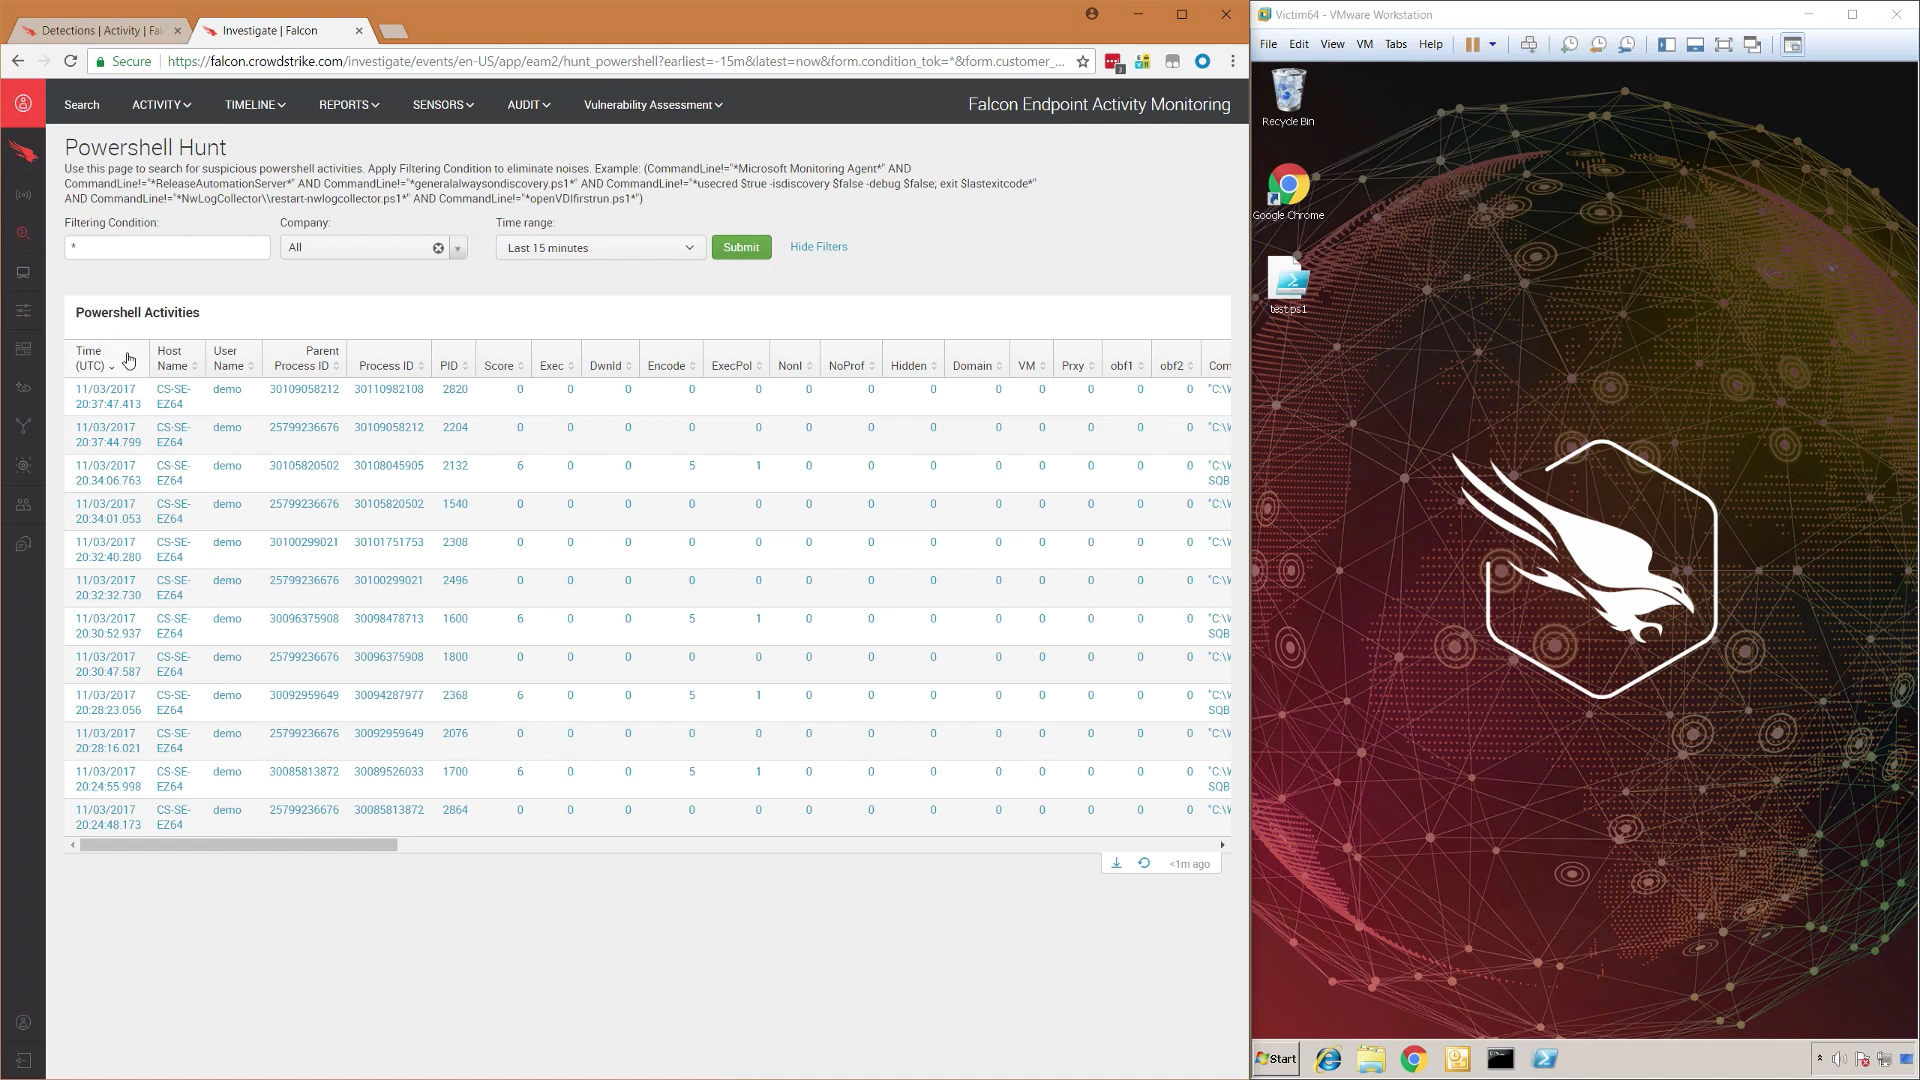 Detections | Activity | Fal
Investigate | Falcon
Secure
https://falcon.crowdstrike.com/investigate/events/en-US/app/eam2/hunt_powershell?earliest=-15m&latest=now&form.condition_tok=*&form.customer_...
Search ACTIVITY TIMELINE REPORTS SENSORS AUDIT Vulnerability Assessment
Falcon Endpoint Activity Monitoring
Powershell Hunt
Use this page to search for suspicious powershell activities. Apply Filtering Condition to eliminate noises. Example: (CommandLine!="*Microsoft Monitoring Agent*" AND
CommandLine!="*ReleaseAutomationServer*" AND CommandLine!="*generalalwaysondiscovery.ps1*" AND CommandLine!="*usecred $true -isdiscovery $false -debug $false; exit $lastexitcode*"
AND CommandLine!="*NwLogCollector\\restart-nwlogcollector.ps1*" AND CommandLine!="*openVDIfirstrun.ps1*")
Filtering Condition: Company: Time range:
* All Last 15 minutes Submit Hide Filters
Powershell Activities
Time (UTC) Host Name User Name Parent Process ID Process ID PID Score Exec Dwnld Encode ExecPol NonI NoProf Hidden Domain VM Prxy obf1 obf2 Com
11/03/2017 CS-SE- demo 30109058212 30110982108 2820 0 0 0 0 0 0 0 0 0 0 0 0 0 "C:\W
20:37:47.413 EZ64
11/03/2017 CS-SE- demo 25799236676 30109058212 2204 0 0 0 0 0 0 0 0 0 0 0 0 0 "C:\W
20:37:44.799 EZ64
11/03/2017 CS-SE- demo 30105820502 30108045905 2132 6 0 0 5 1 0 0 0 0 0 0 0 0 "C:\W
20:34:06.763 EZ64 SQB
11/03/2017 CS-SE- demo 25799236676 30105820502 1540 0 0 0 0 0 0 0 0 0 0 0 0 0 "C:\W
20:34:01.053 EZ64
11/03/2017 CS-SE- demo 30100299021 30101751753 2308 0 0 0 0 0 0 0 0 0 0 0 0 0 "C:\W
20:32:40.280 EZ64
11/03/2017 CS-SE- demo 25799236676 30100299021 2496 0 0 0 0 0 0 0 0 0 0 0 0 0 "C:\W
20:32:32.730 EZ64
11/03/2017 CS-SE- demo 30096375908 30098478713 1600 6 0 0 5 1 0 0 0 0 0 0 0 0 "C:\W
20:30:52.937 EZ64 SQB
11/03/2017 CS-SE- demo 25799236676 30096375908 1800 0 0 0 0 0 0 0 0 0 0 0 0 0 "C:\W
20:30:47.587 EZ64
11/03/2017 CS-SE- demo 30092959649 30094287977 2368 6 0 0 5 1 0 0 0 0 0 0 0 0 "C:\W
20:28:23.056 EZ64 SQB
11/03/2017 CS-SE- demo 25799236676 30092959649 2076 0 0 0 0 0 0 0 0 0 0 0 0 0 "C:\W
20:28:16.021 EZ64
11/03/2017 CS-SE- demo 30085813872 30089526033 1700 6 0 0 5 1 0 0 0 0 0 0 0 0 "C:\W
20:24:55.998 EZ64 SQB
11/03/2017 CS-SE- demo 25799236676 30085813872 2864 0 0 0 0 0 0 0 0 0 0 0 0 0 "C:\W
20:24:48.173 EZ64
<1m ago
Victim64 - VMware Workstation
File Edit View VM Tabs Help
Recycle Bin
Google Chrome
test.ps1
Start